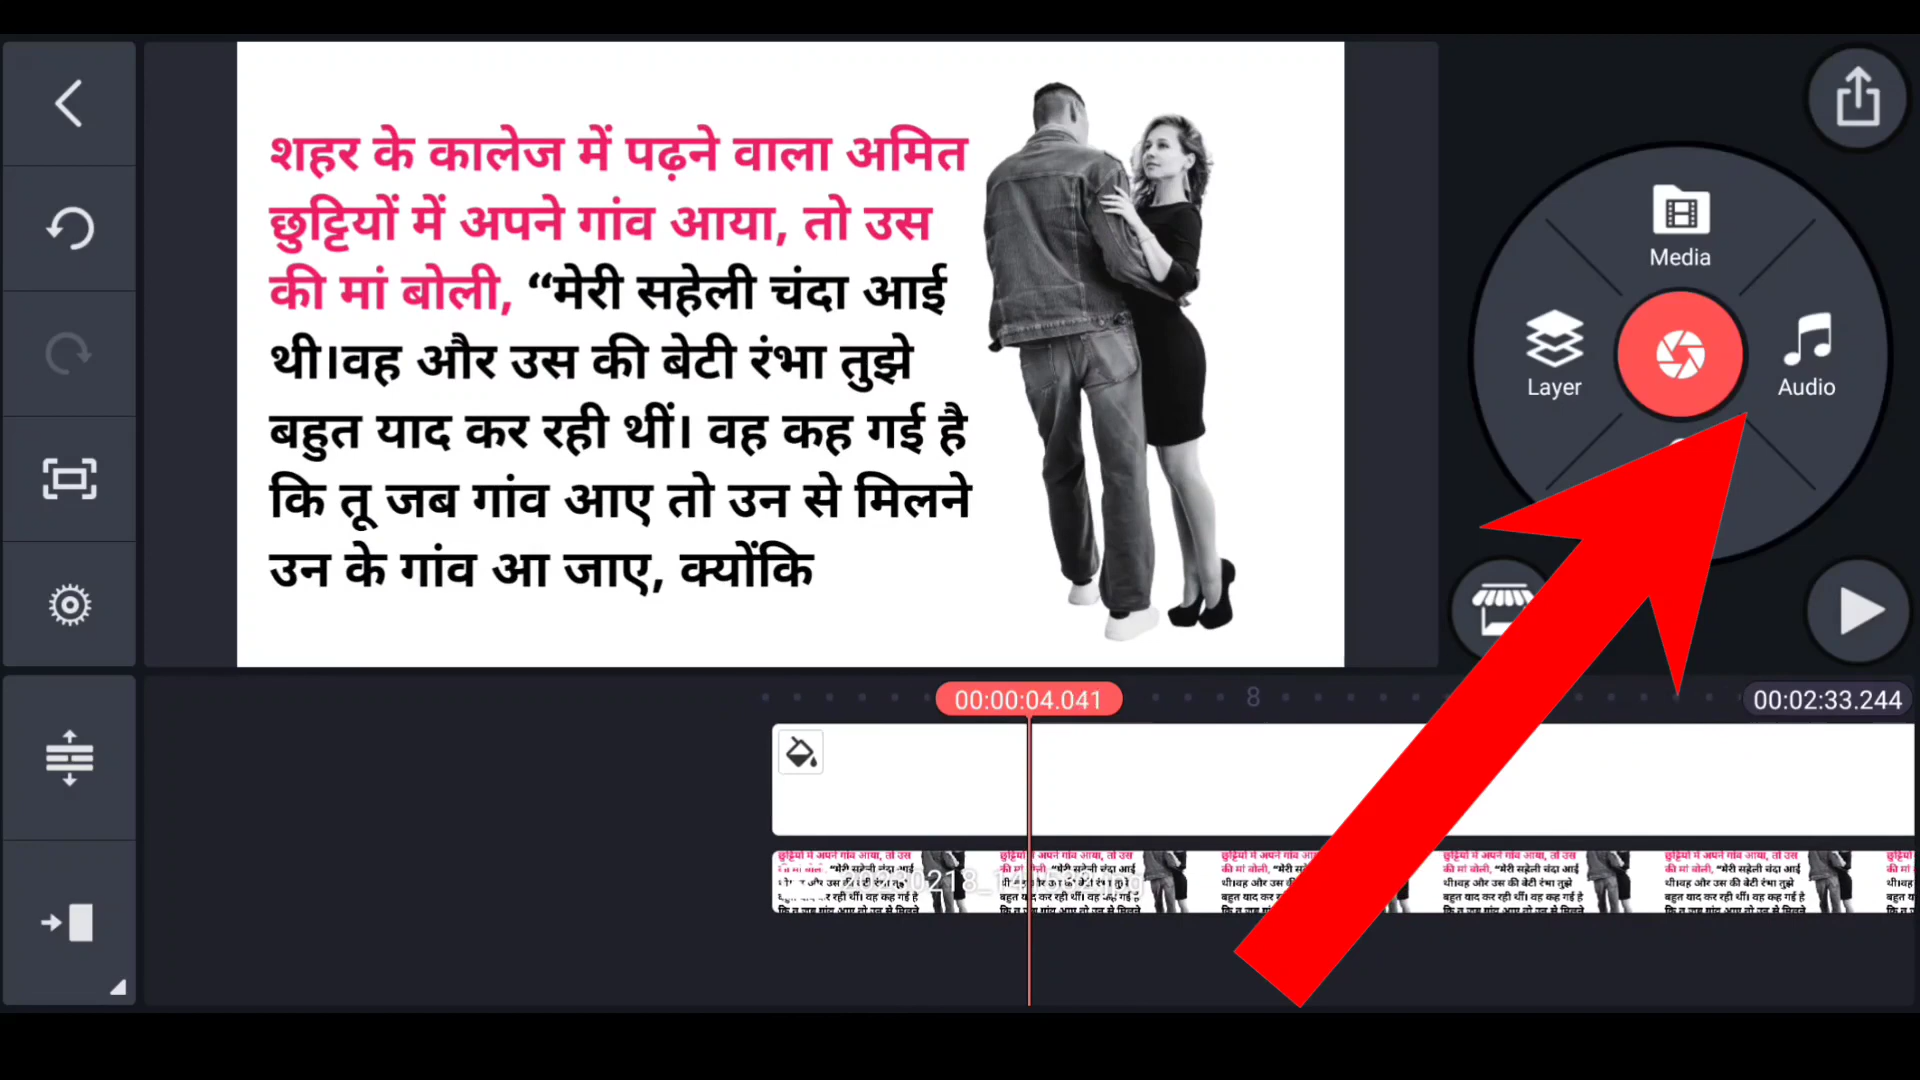 शहर के कालेज में पढ़ने वाला अमित
छुट्टियों में अपने गांव आया, तो उस
की मां बोली, “मेरी सहेली चंदा आई
थी।वह और उस की बेटी रंभा तुझे
बहुत याद कर रही थीं। वह कह गई है
कि तू जब गांव आए तो उन से मिलने
उन के गांव आ जाए, क्योंकि
Media
Layer
Audio
00:00:04.041
8
00:02:33.244